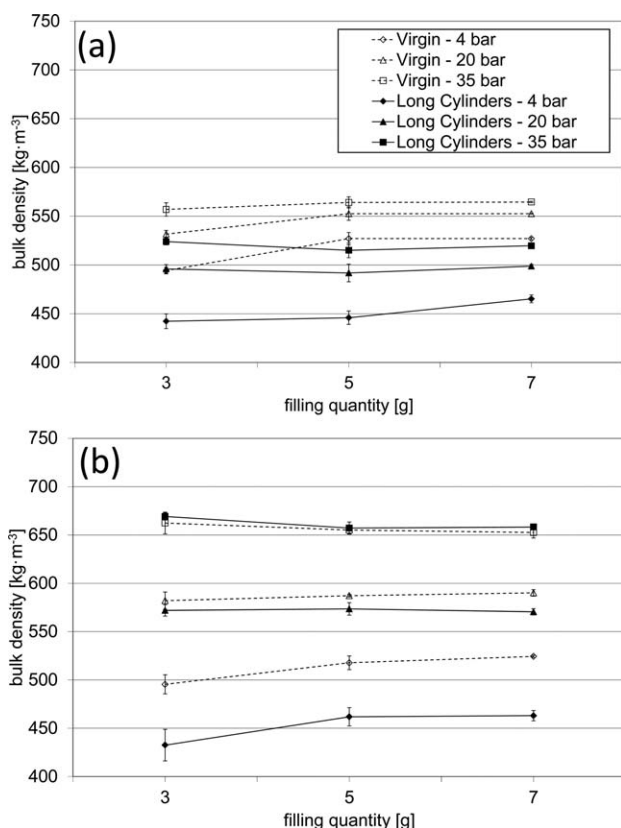 (a)
Virgin - 4 bar
Virgin - 20 bar
Virgin - 35 bar
Long Cylinders - 4 bar
Long Cylinders - 20 bar
Long Cylinders - 35 bar
bulk density [kg·m-3]
750
700
650
600
550
500
450
400
3 5 7
filling quantity [g]
(b)
bulk density [kg·m-3]
750
700
650
600
550
500
450
400
3 5 7
filling quantity [g]